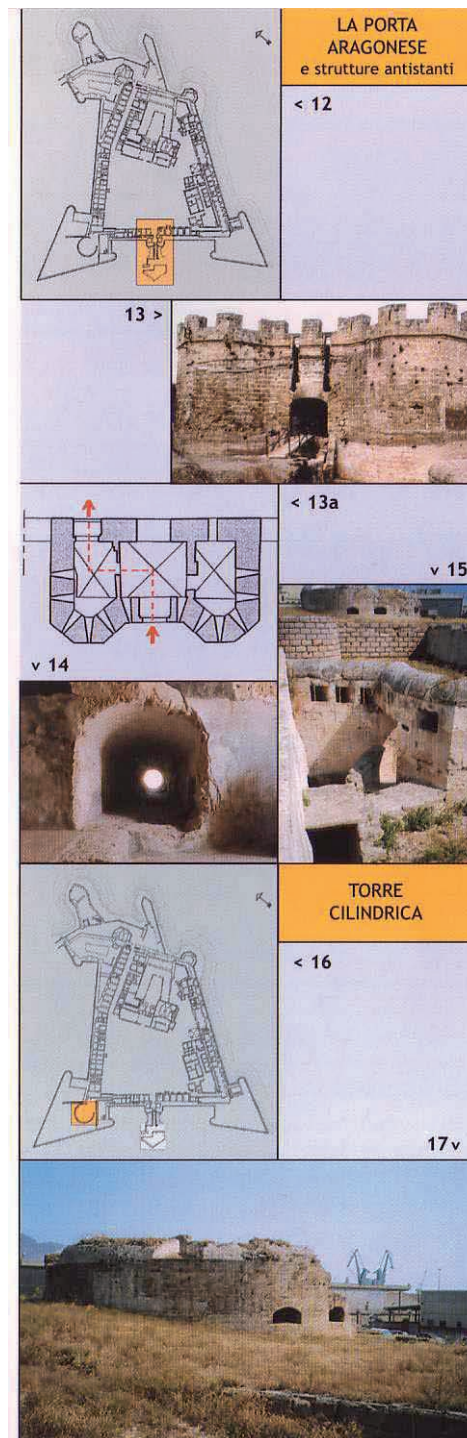 LA PORTA
ARAGONESE
e strutture antistanti
< 12
13 >
< 13a
v 15
v 14
TORRE
CILINDRICA
< 16
17 v